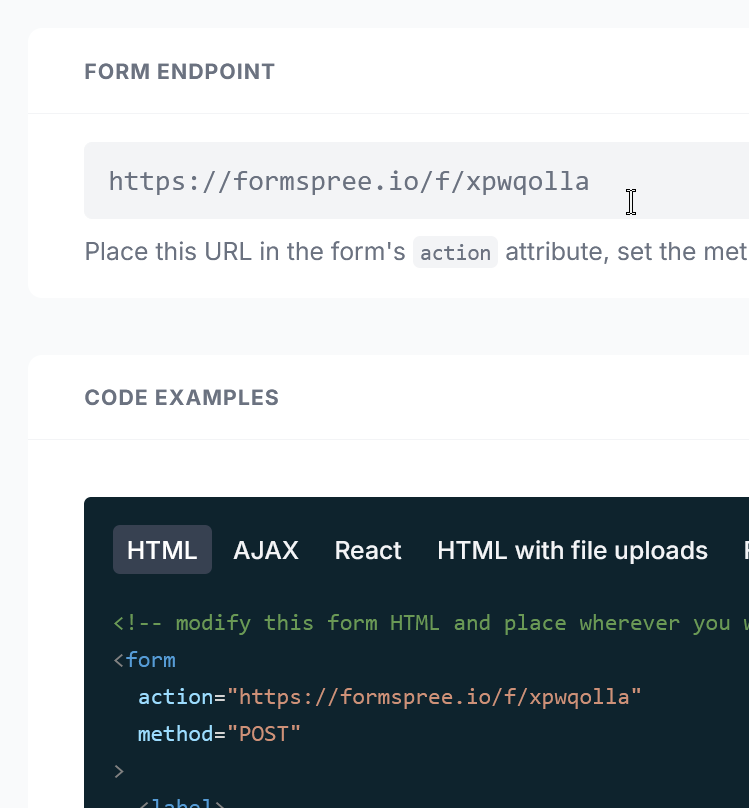 FORM ENDPOINT
https://formspree.io/f/xpwqolla
Place this URL in the form's action attribute, set the met
CODE EXAMPLES
HTML AJAX React HTML with file uploads
<!-- modify this form HTML and place wherever you
<form
action="https://formspree.io/f/xpwqolla"
method="POST"
>
<label>